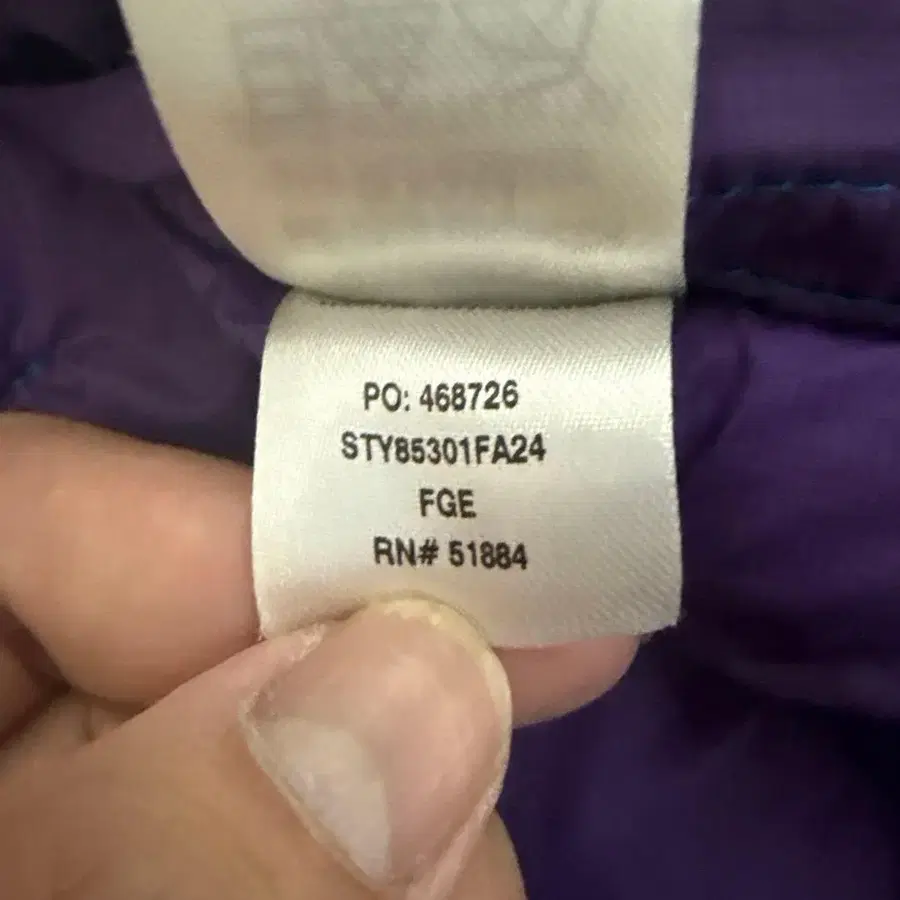 PO: 468726
STY85301FA24
FGE
RN# 51884